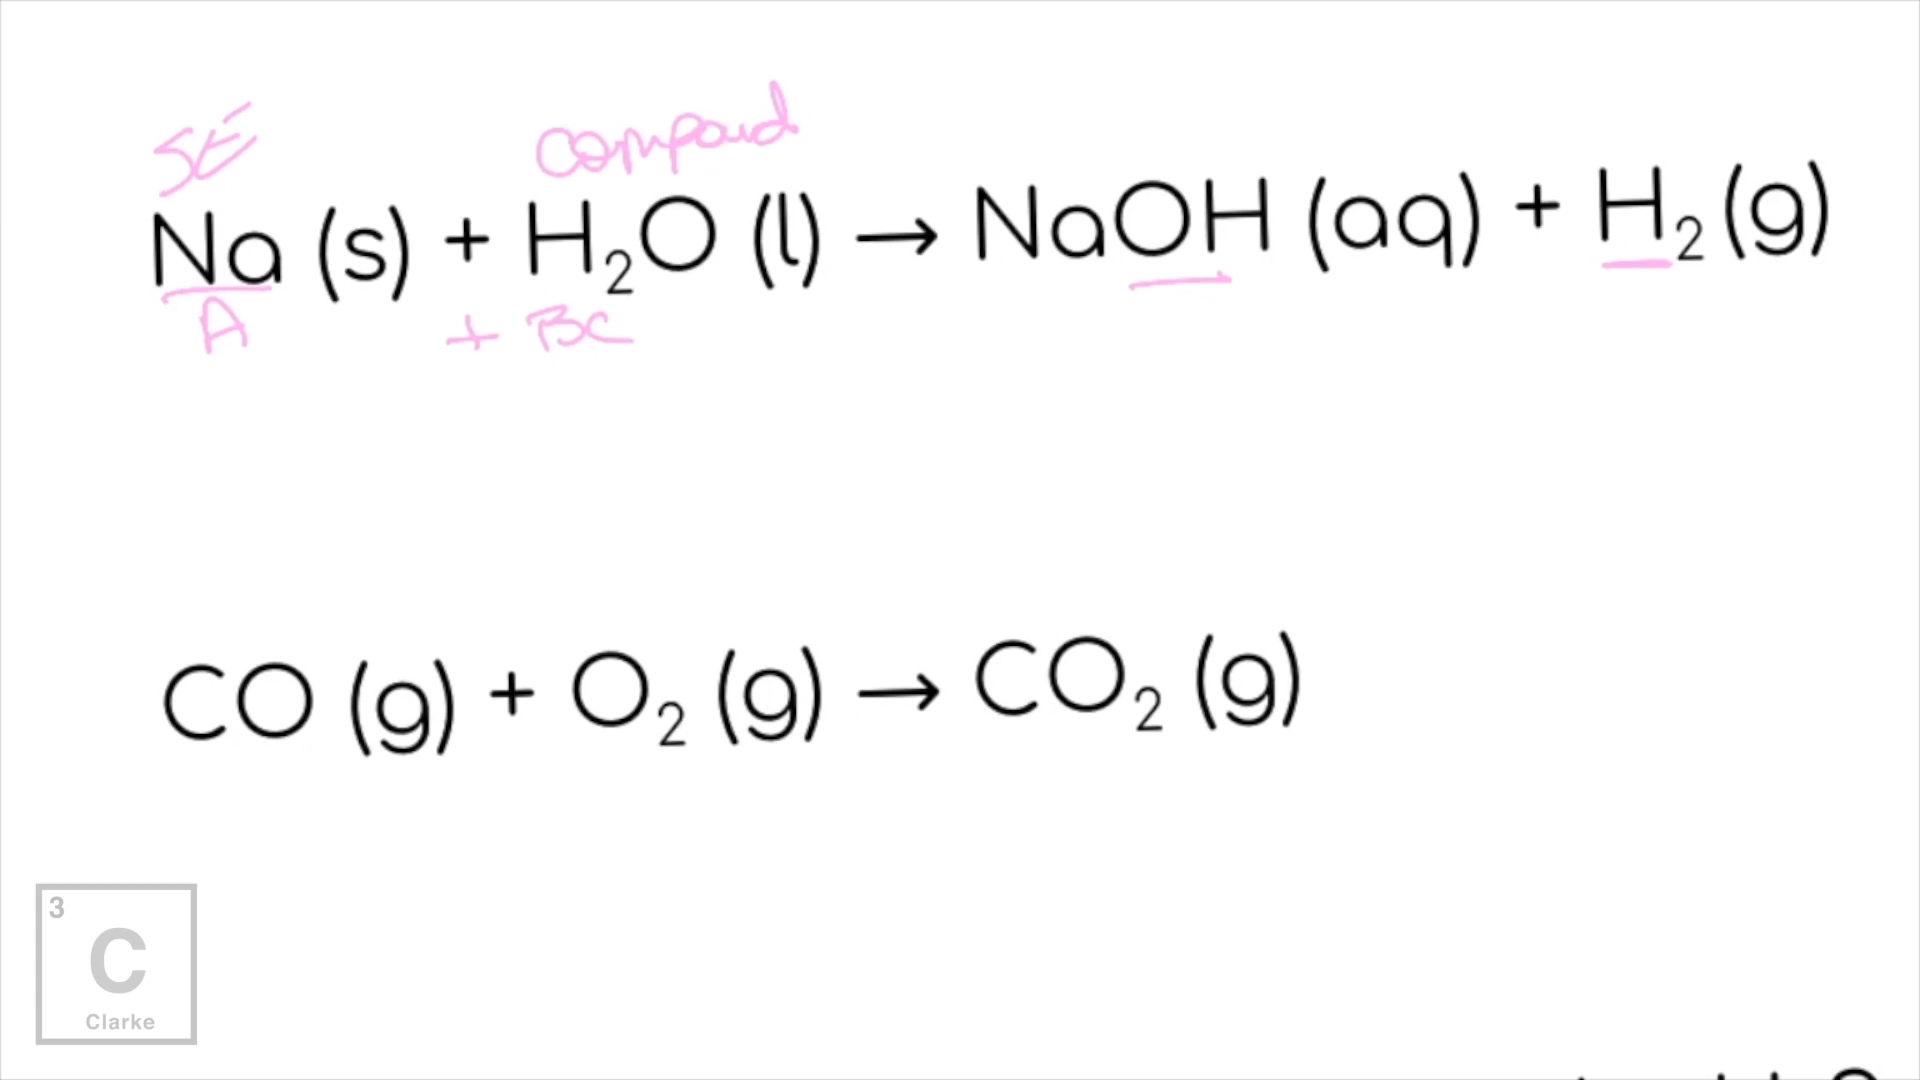 SE compound
Na (s) + H₂O (l) → NaOH (aq) + H₂ (g)
A + BC
CO (g) + O₂ (g) → CO₂ (g)
3
C
Clarke